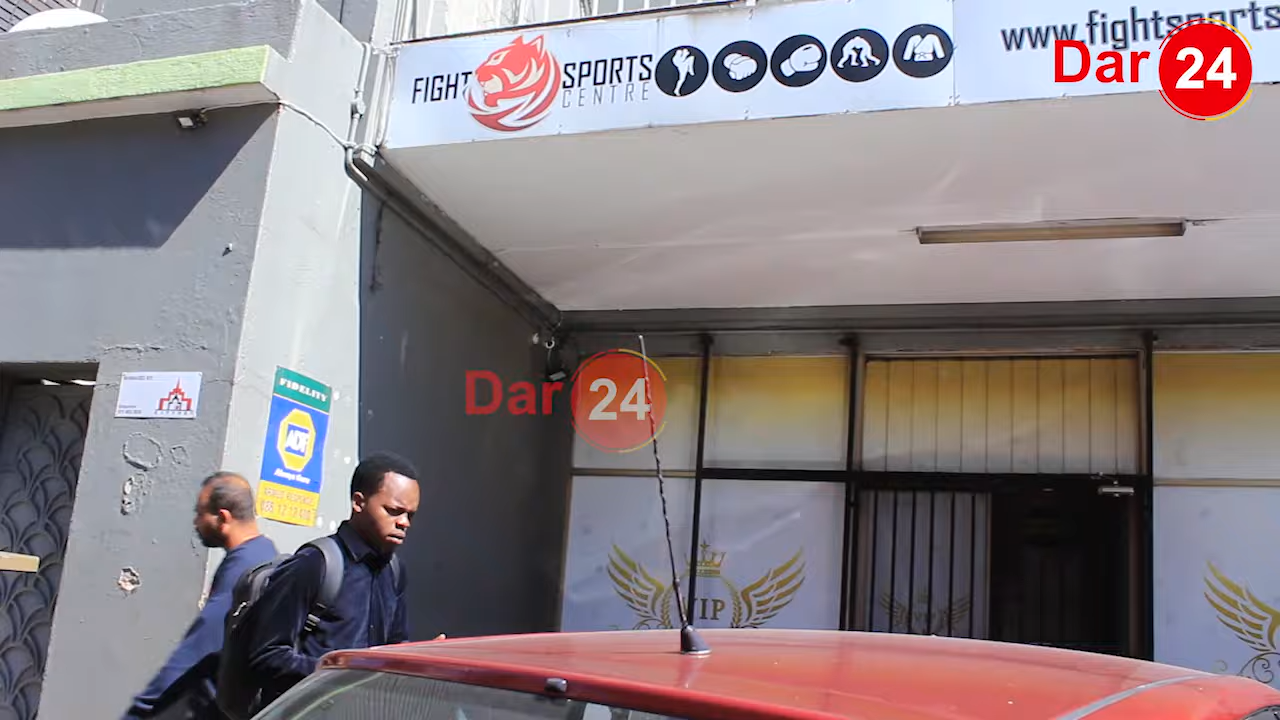 FIGHT SPORTS
CENTRE
www.fightsports
Dar 24
Dar 24
FIDELITY
ADT
VIP